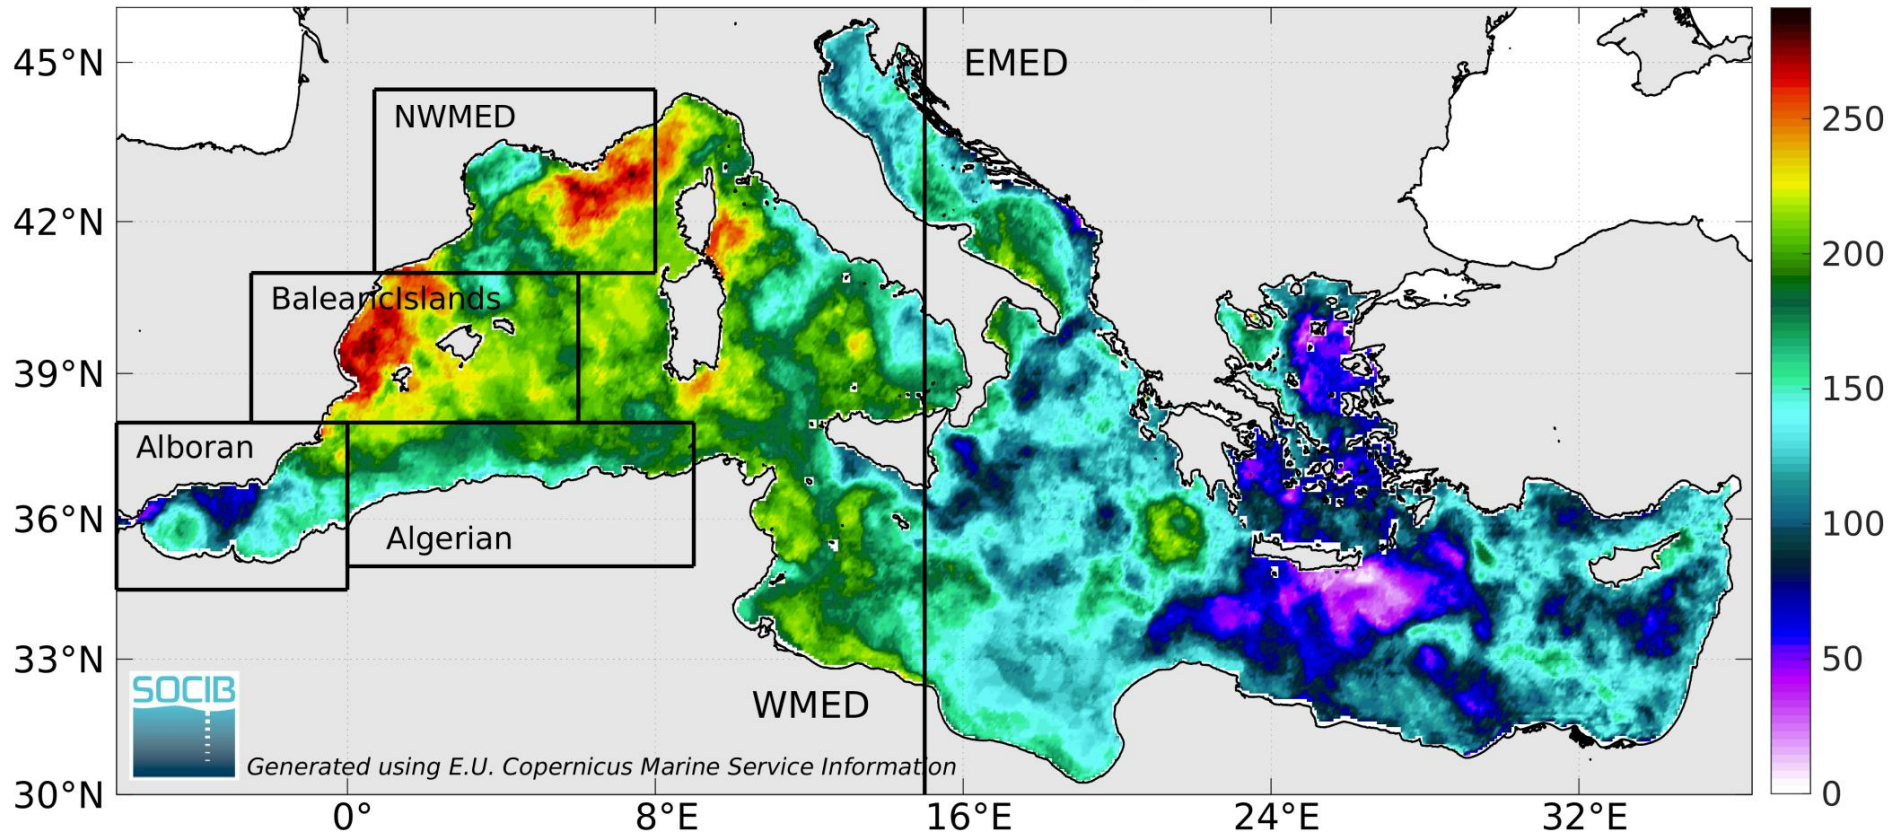 45°N
42°N
39°N
36°N
33°N
30°N
0°
8°E
16°E
24°E
32°E
NWMED
EMED
BalearicIslands
Alboran
Algerian
WMED
SOCIB
Generated using E.U. Copernicus Marine Service Information
250
200
150
100
50
0